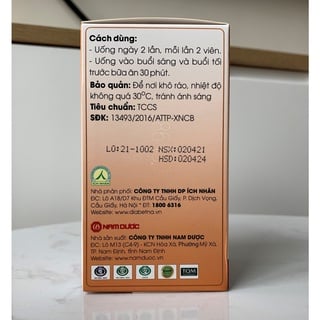 Cách dùng:
- Uống ngày 2 lần, mỗi lần 2 viên.
- Uống vào buổi sáng và buổi tối
trước bữa ăn 30 phút.
Bảo quản: Để nơi khô ráo, nhiệt độ
không quá 30°C, tránh ánh sáng
Tiêu chuẩn: TCCS
SĐK: 13493/2016/ATTP-XNCB
LÔ:21-1002 NSX:020421
HSD:020424
Nhà phân phối: CÔNG TY TNHH DP ÍCH NHÂN
ĐC: Lô A18/D7 Khu ĐTM Cầu Giấy, P. Dịch Vọng,
Cầu Giấy, Hà Nội * ĐT: 1800 6316
Website: www.diabetna.vn
NAM DƯỢC
Nhà sản xuất: CÔNG TY TNHH NAM DƯỢC
ĐC: Lô M13 (C4-9) - KCN Hòa Xá, Phường Mỹ Xá,
TP. Nam Định, tỉnh Nam Định.
Website: www.namduoc.vn